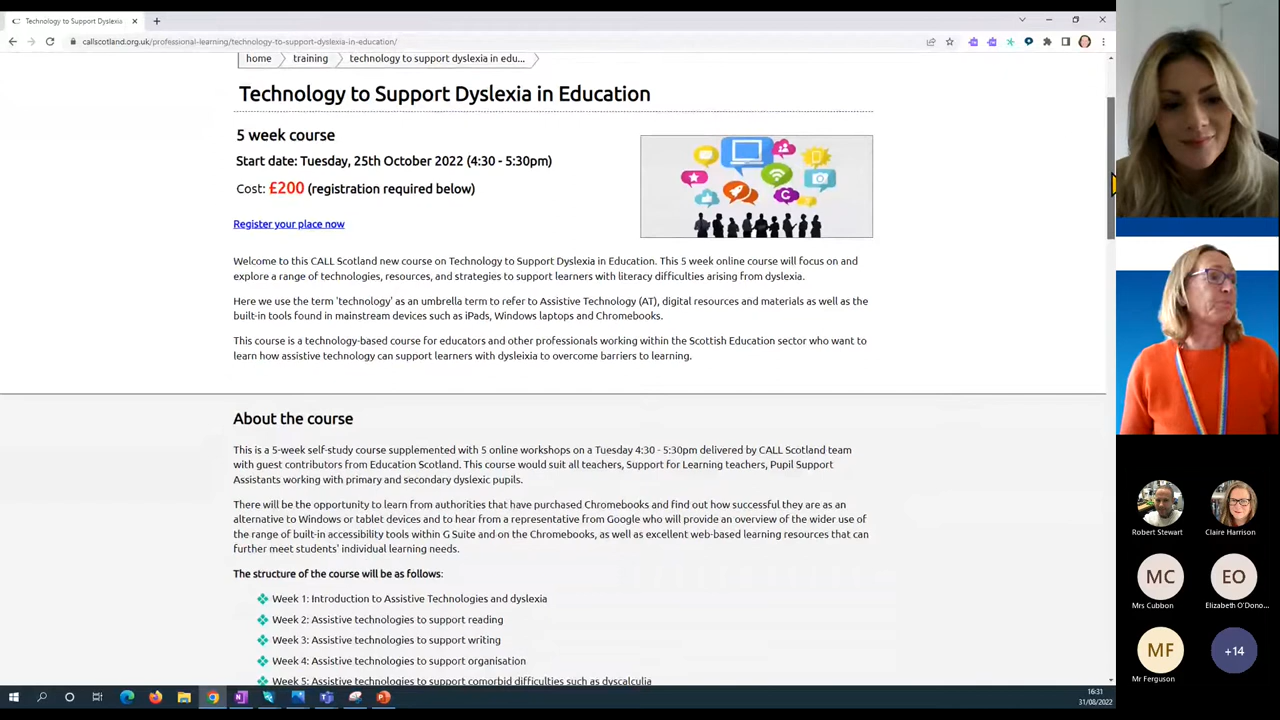 Technology to Support Dyslexia
callscotland.org.uk/professional-learning/technology-to-support-dyslexia-in-education/
home
training
technology to support dyslexia in edu...
Technology to Support Dyslexia in Education
5 week course
Start date: Tuesday, 25th October 2022 (4:30 - 5:30pm)
Cost: £200 (registration required below)
Register your place now
Welcome to this CALL Scotland new course on Technology to Support Dyslexia in Education. This 5 week online course will focus on and
explore a range of technologies, resources, and strategies to support learners with literacy difficulties arising from dyslexia.
Here we use the term 'technology' as an umbrella term to refer to Assistive Technology (AT), digital resources and materials as well as the
built-in tools found in mainstream devices such as iPads, Windows laptops and Chromebooks.
This course is a technology-based course for educators and other professionals working within the Scottish Education sector who want to
learn how assistive technology can support learners with dysleixia to overcome barriers to learning.
About the course
This is a 5-week self-study course supplemented with 5 online workshops on a Tuesday 4:30 - 5:30pm delivered by CALL Scotland team
with guest contributors from Education Scotland. This course would suit all teachers, Support for Learning teachers, Pupil Support
Assistants working with primary and secondary dyslexic pupils.
There will be the opportunity to learn from authorities that have purchased Chromebooks and find out how successful they are as an
alternative to Windows or tablet devices and to hear from a representative from Google who will provide an overview of the wider use of
the range of built-in accessibility tools within G Suite and on the Chromebooks, as well as excellent web-based learning resources that can
further meet students' individual learning needs.
The structure of the course will be as follows:
Week 1: Introduction to Assistive Technologies and dyslexia
Week 2: Assistive technologies to support reading
Week 3: Assistive technologies to support writing
Week 4: Assistive technologies to support organisation
Week 5: Assistive technologies to support comorbid difficulties such as dyscalculia
16:31
31/08/2022
Robert Stewart
Claire Harrison
MC
EO
Mrs Cubbon
Elizabeth O'Dono...
MF
+14
Mr Ferguson